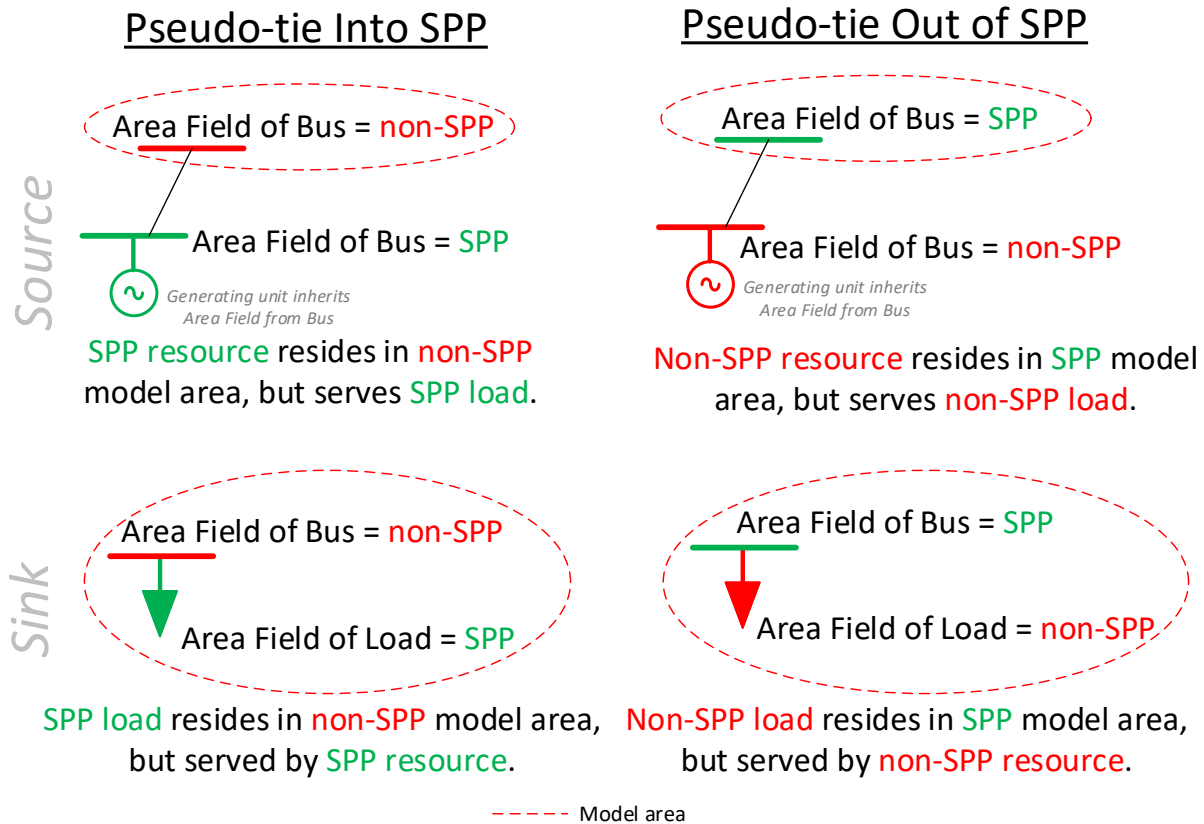 Pseudo-tie Into SPP
Pseudo-tie Out of SPP
Source
Area Field of Bus = non-SPP
Area Field of Bus = SPP
Generating unit inherits
Area Field from Bus
SPP resource resides in non-SPP
model area, but serves SPP load.
Area Field of Bus = SPP
Area Field of Bus = non-SPP
Generating unit inherits
Area Field from Bus
Non-SPP resource resides in SPP model
area, but serves non-SPP load.
Sink
Area Field of Bus = non-SPP
Area Field of Load = SPP
SPP load resides in non-SPP model area,
but served by SPP resource.
Area Field of Bus = SPP
Area Field of Load = non-SPP
Non-SPP load resides in SPP model area,
but served by non-SPP resource.
Model area